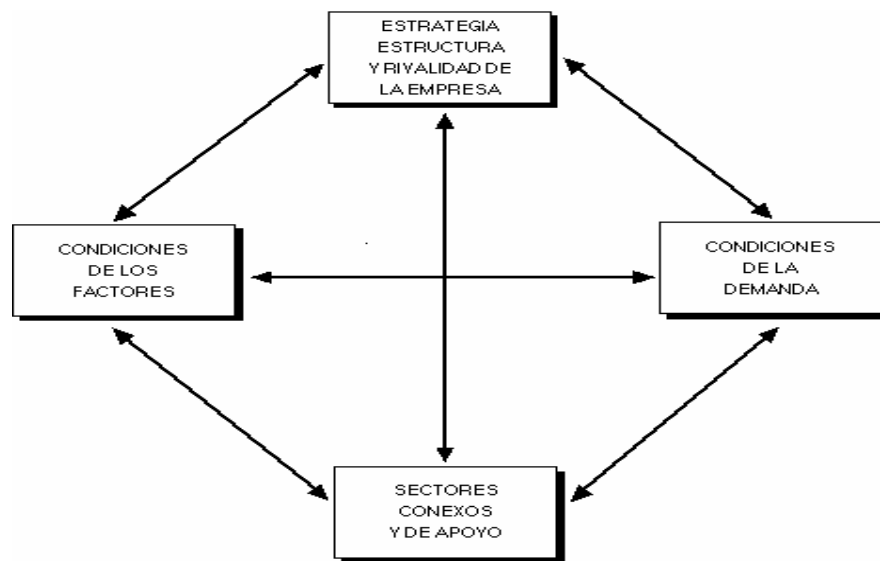 ESTRATEGIA
ESTRUCTURA
Y RIVALIDAD DE
LA EMPRESA
CONDICIONES
DE LOS
FACTORES
CONDICIONES
DE LA
DEMANDA
SECTORES
CONEXOS
Y DE APOYO